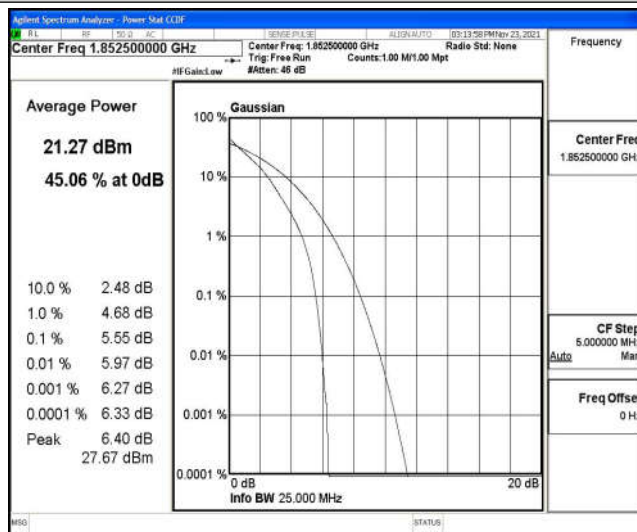 Agilent Spectrum Analyzer - Power Stat CCDF
RL RF 50 Ω AC SENSE:PULSE ALIGN AUTO 03:13:58 PM Nov 23, 2021
Center Freq 1.852500000 GHz
Center Freq: 1.852500000 GHz Radio Std: None
Trig: Free Run Counts:1.00 M/1.00 Mpt
#IFGain:Low #Atten: 46 dB
Frequency
Average Power
21.27 dBm
45.06 % at 0dB
10.0 % 2.48 dB
1.0 % 4.68 dB
0.1 % 5.55 dB
0.01 % 5.97 dB
0.001 % 6.27 dB
0.0001 % 6.33 dB
Peak 6.40 dB
27.67 dBm
Gaussian
100 %
10 %
1 %
0.1 %
0.01 %
0.001 %
0.0001 %
0 dB 20 dB
Info BW 25.000 MHz
Center Freq
1.852500000 GHz
CF Step
5.000000 MHz
Auto Man
Freq Offse
0 Hz
MSG STATUS